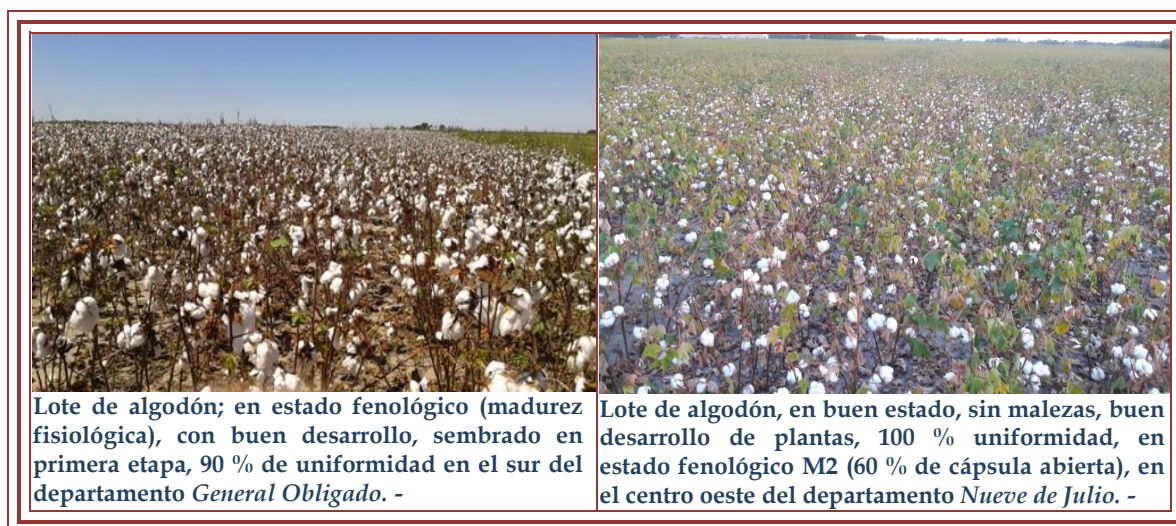 Lote de algodón; en estado fenológico (madurez
fisiológica), con buen desarrollo, sembrado en
primera etapa, 90 % de uniformidad en el sur del
departamento General Obligado. -
Lote de algodón, en buen estado, sin malezas, buen
desarrollo de plantas, 100 % uniformidad, en
estado fenológico M2 (60 % de cápsula abierta), en
el centro oeste del departamento Nueve de Julio. -